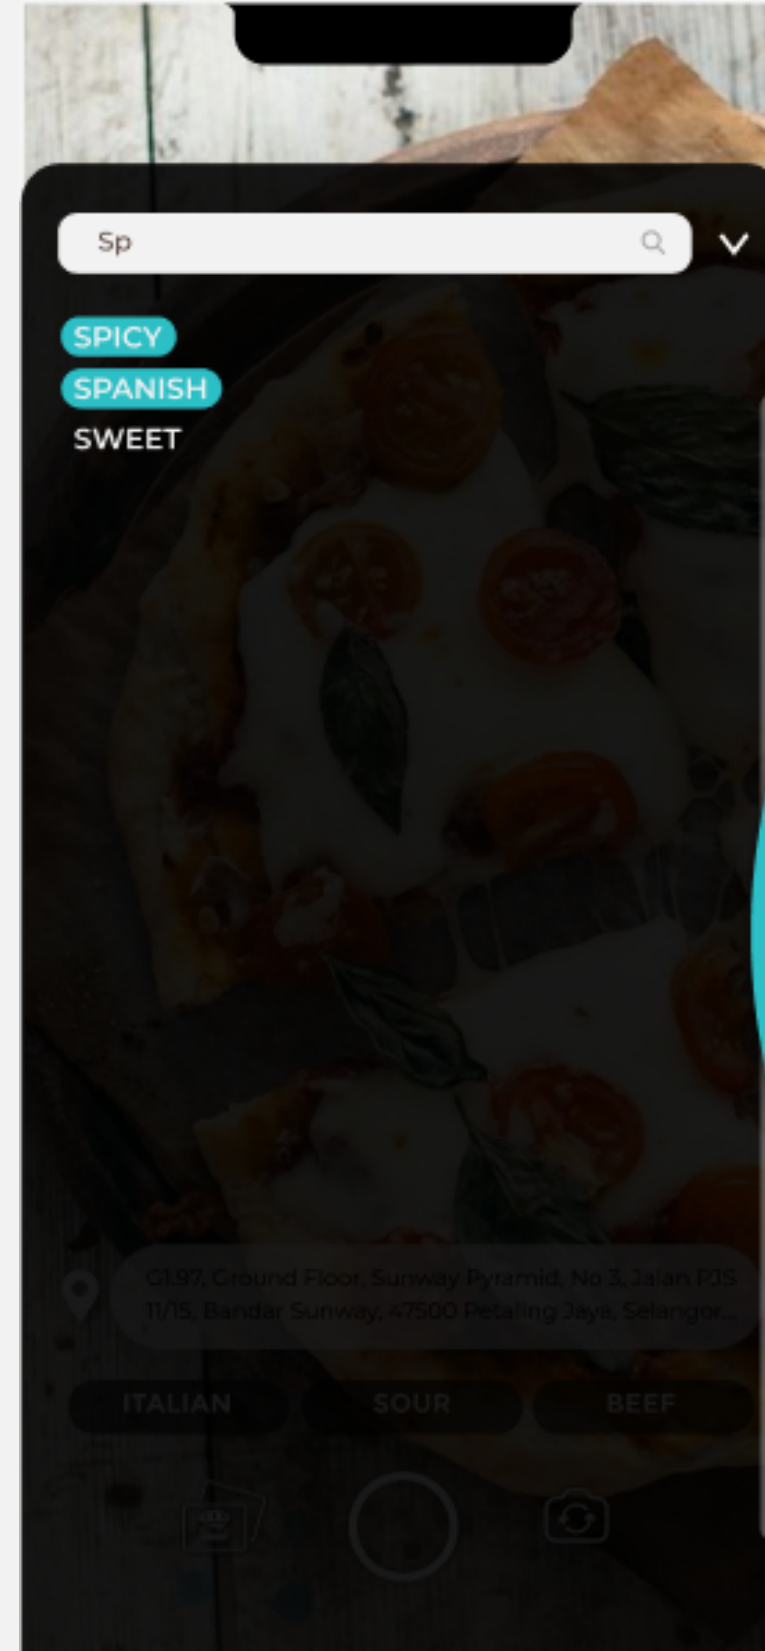 Sp
SPICY
SPANISH
SWEET
G1.97, Ground Floor, Sunway Pyramid, No 3, Jalan PJS
11/15, Bandar Sunway, 47500 Petaling Jaya, Selangor...
ITALIAN
SOUR
BEEF